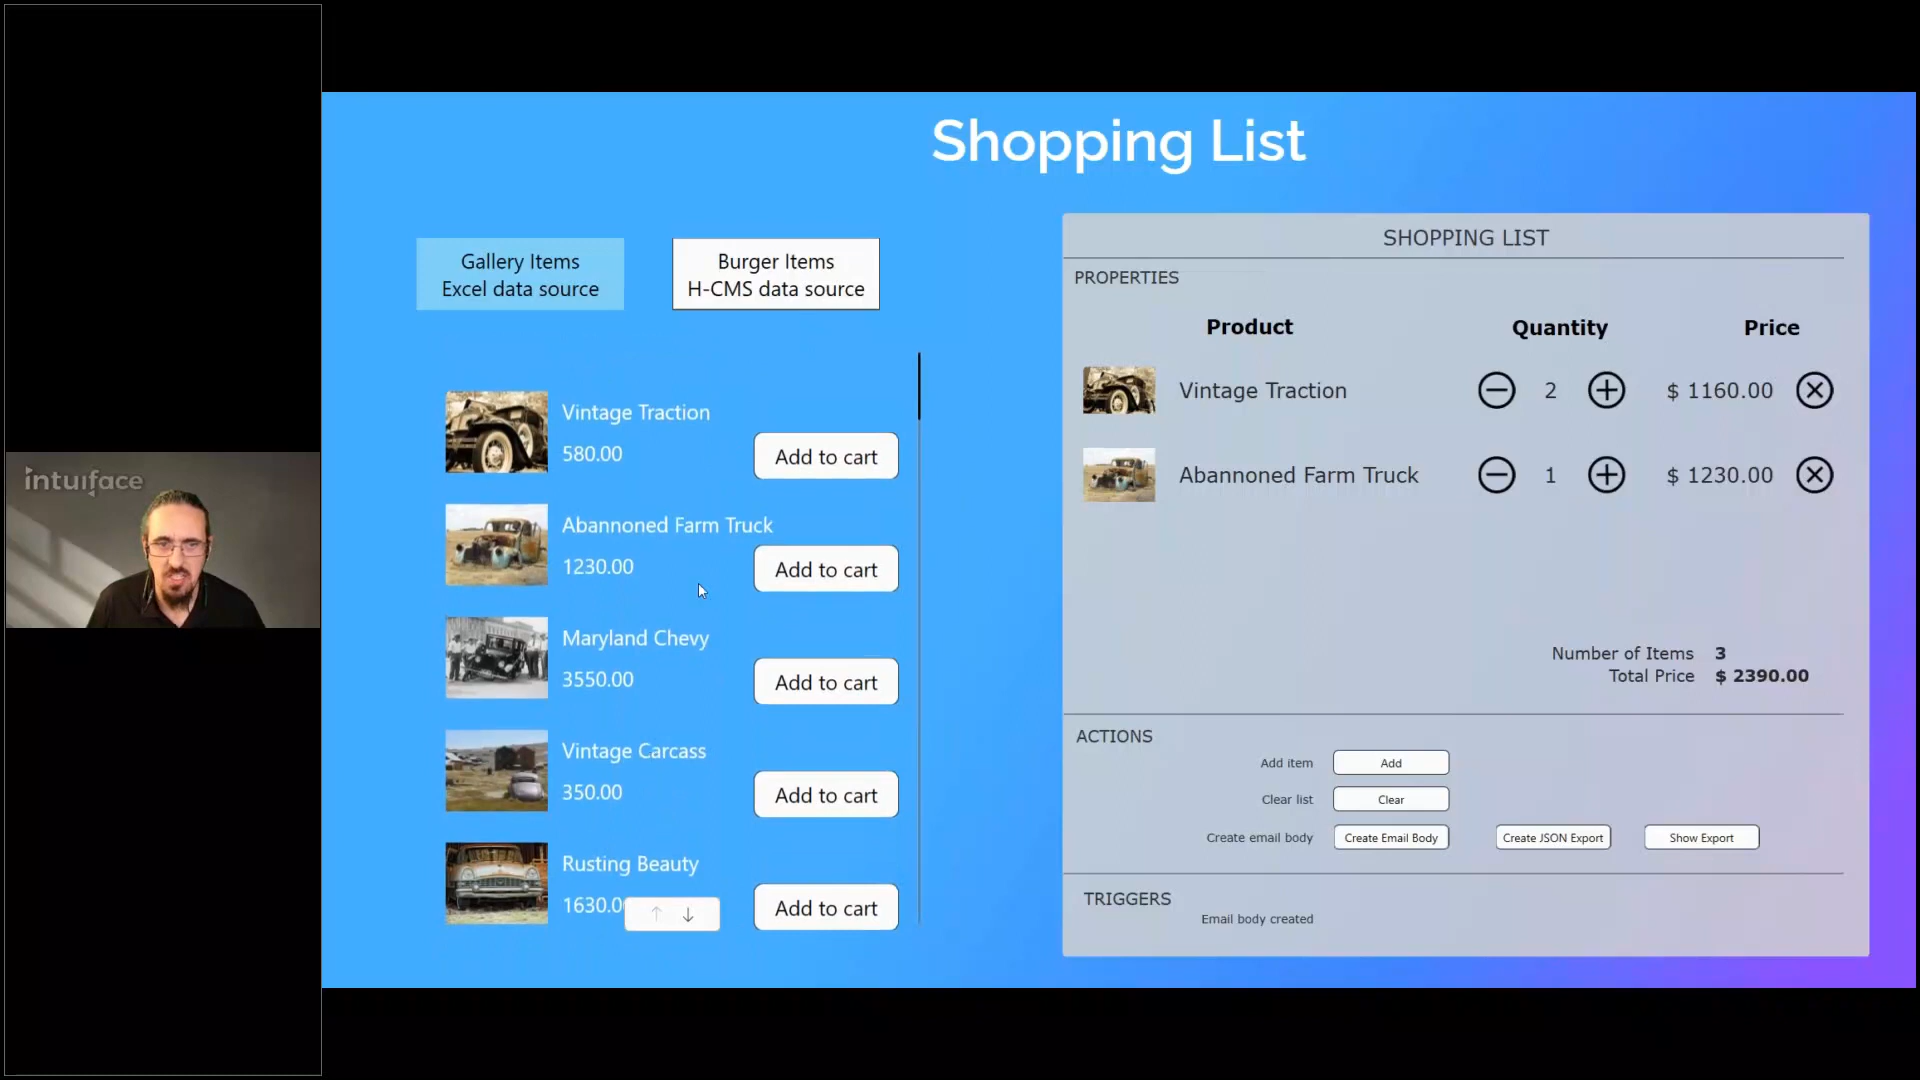 Shopping List
Gallery Items
Excel data source
Burger Items
H-CMS data source
Vintage Traction
580.00
Add to cart
Abannoned Farm Truck
1230.00
Add to cart
Maryland Chevy
3550.00
Add to cart
Vintage Carcass
350.00
Add to cart
Rusting Beauty
1630.0
Add to cart
SHOPPING LIST
PROPERTIES
Product Quantity Price
Vintage Traction 2 $ 1160.00
Abannoned Farm Truck 1 $ 1230.00
Number of Items 3
Total Price $ 2390.00
ACTIONS
Add item Add
Clear list Clear
Create email body Create Email Body Create JSON Export Show Export
TRIGGERS
Email body created
intuiface